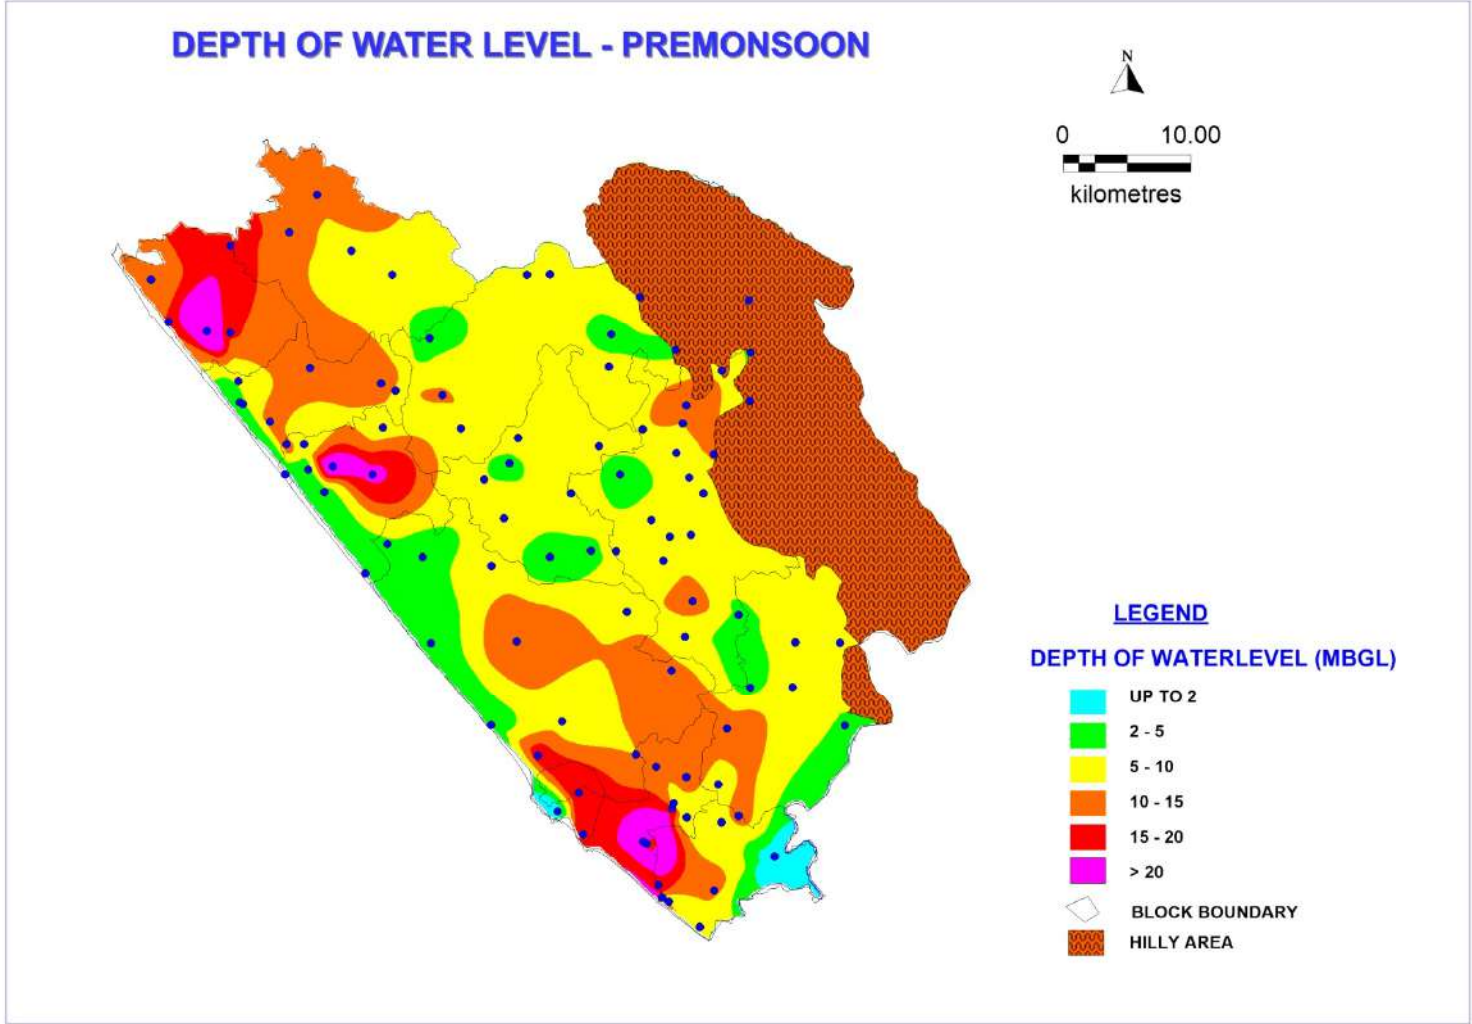 DEPTH OF WATER LEVEL - PREMONSOON
N
0 10.00
kilometres
LEGEND
DEPTH OF WATERLEVEL (MBGL)
UP TO 2
2 - 5
5 - 10
10 - 15
15 - 20
> 20
BLOCK BOUNDARY
HILLY AREA